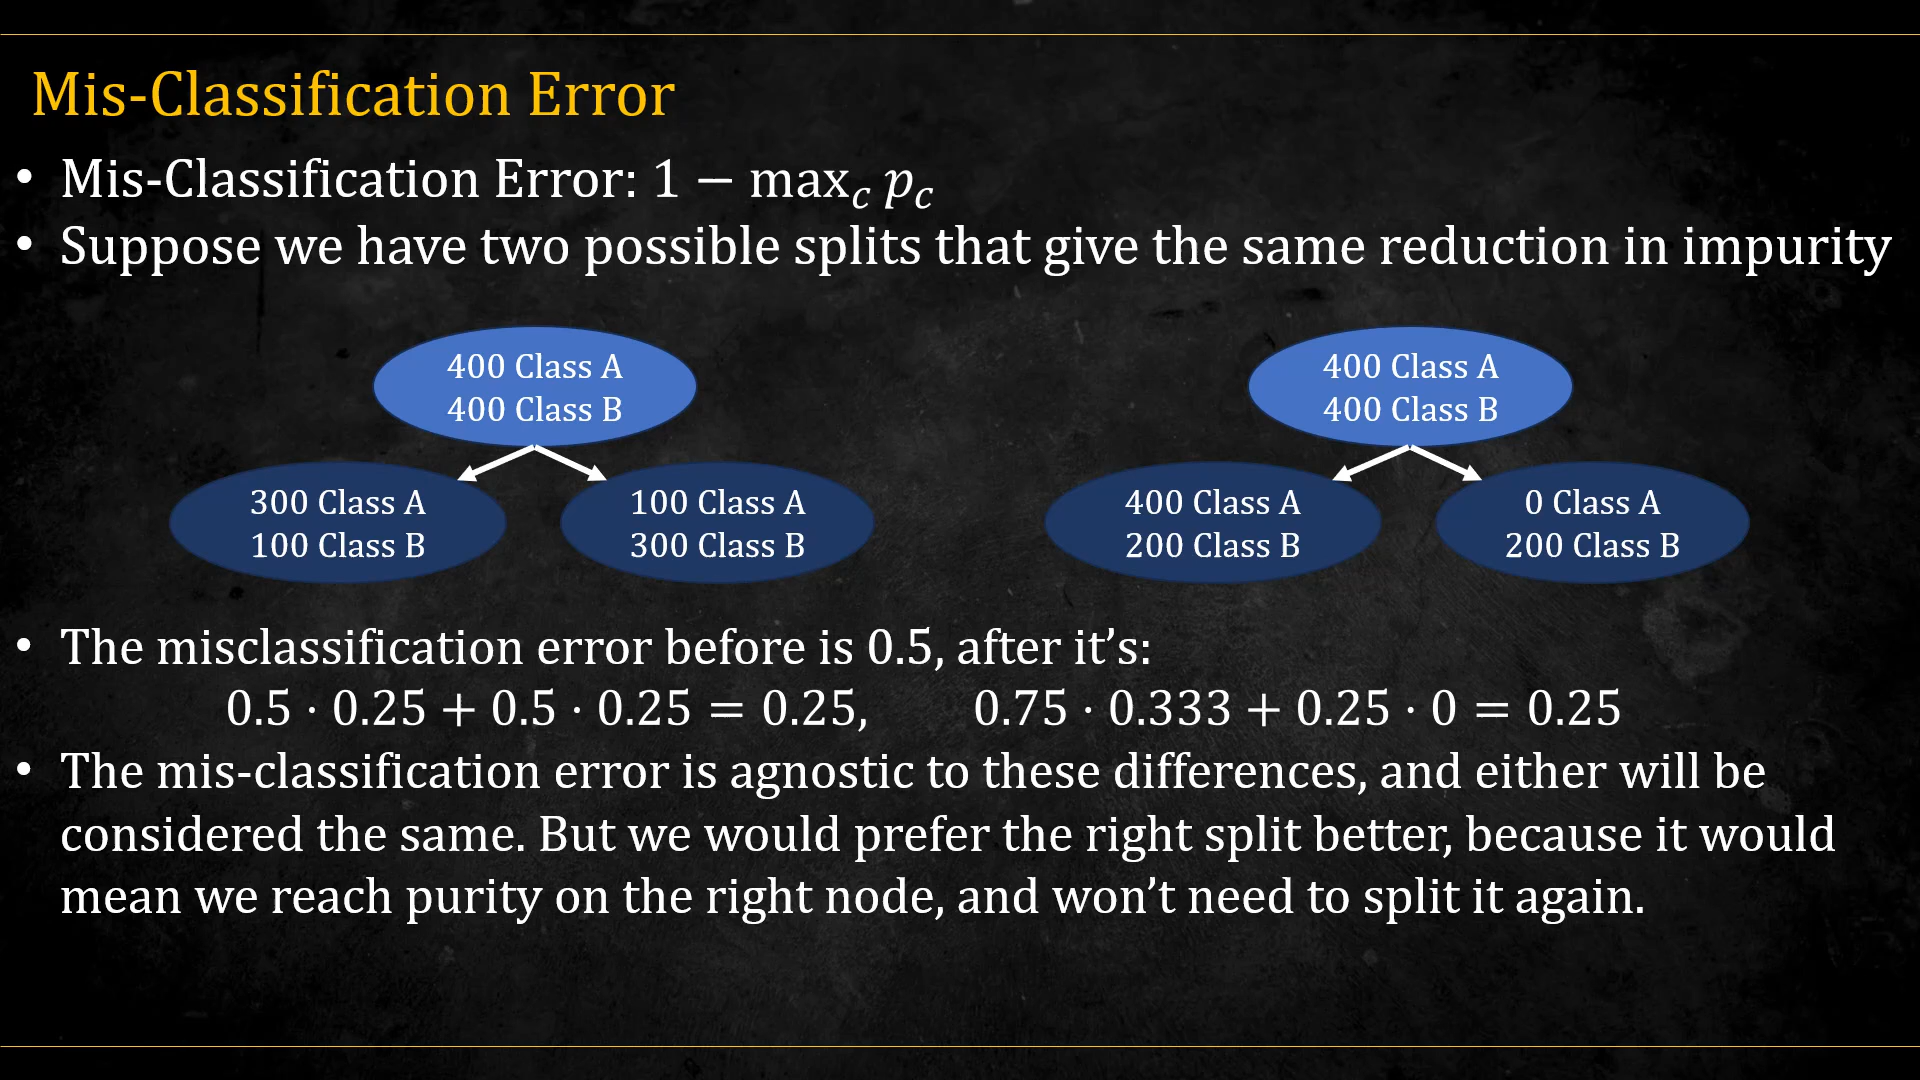 Mis-Classification Error
• Mis-Classification Error: 1 − max_c p_c
• Suppose we have two possible splits that give the same reduction in impurity
400 Class A
400 Class B
300 Class A
100 Class B
100 Class A
300 Class B
400 Class A
400 Class B
400 Class A
200 Class B
0 Class A
200 Class B
• The misclassification error before is 0.5, after it’s:
0.5 · 0.25 + 0.5 · 0.25 = 0.25, 0.75 · 0.333 + 0.25 · 0 = 0.25
• The mis-classification error is agnostic to these differences, and either will be
considered the same. But we would prefer the right split better, because it would
mean we reach purity on the right node, and won’t need to split it again.